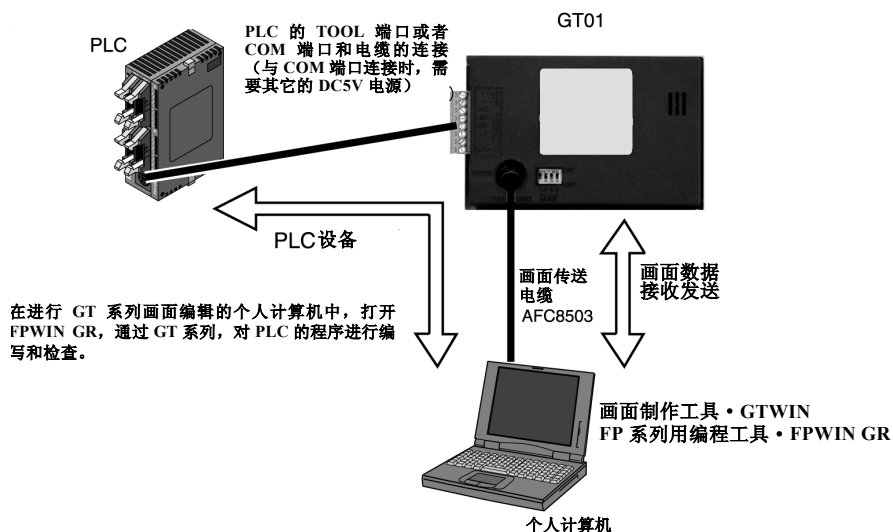 GT01
PLC
PLC 的 TOOL 端口或者
COM 端口和电缆的连接
（与 COM 端口连接时，需
要其它的 DC5V 电源）
PLC设备
画面传送
电缆
AFC8503
画面数据
接收发送
在进行 GT 系列画面编辑的个人计算机中，打开
FPWIN GR，通过 GT 系列，对 PLC 的程序进行编
写和检查。
画面制作工具・GTWIN
FP 系列用编程工具・FPWIN GR
个人计算机